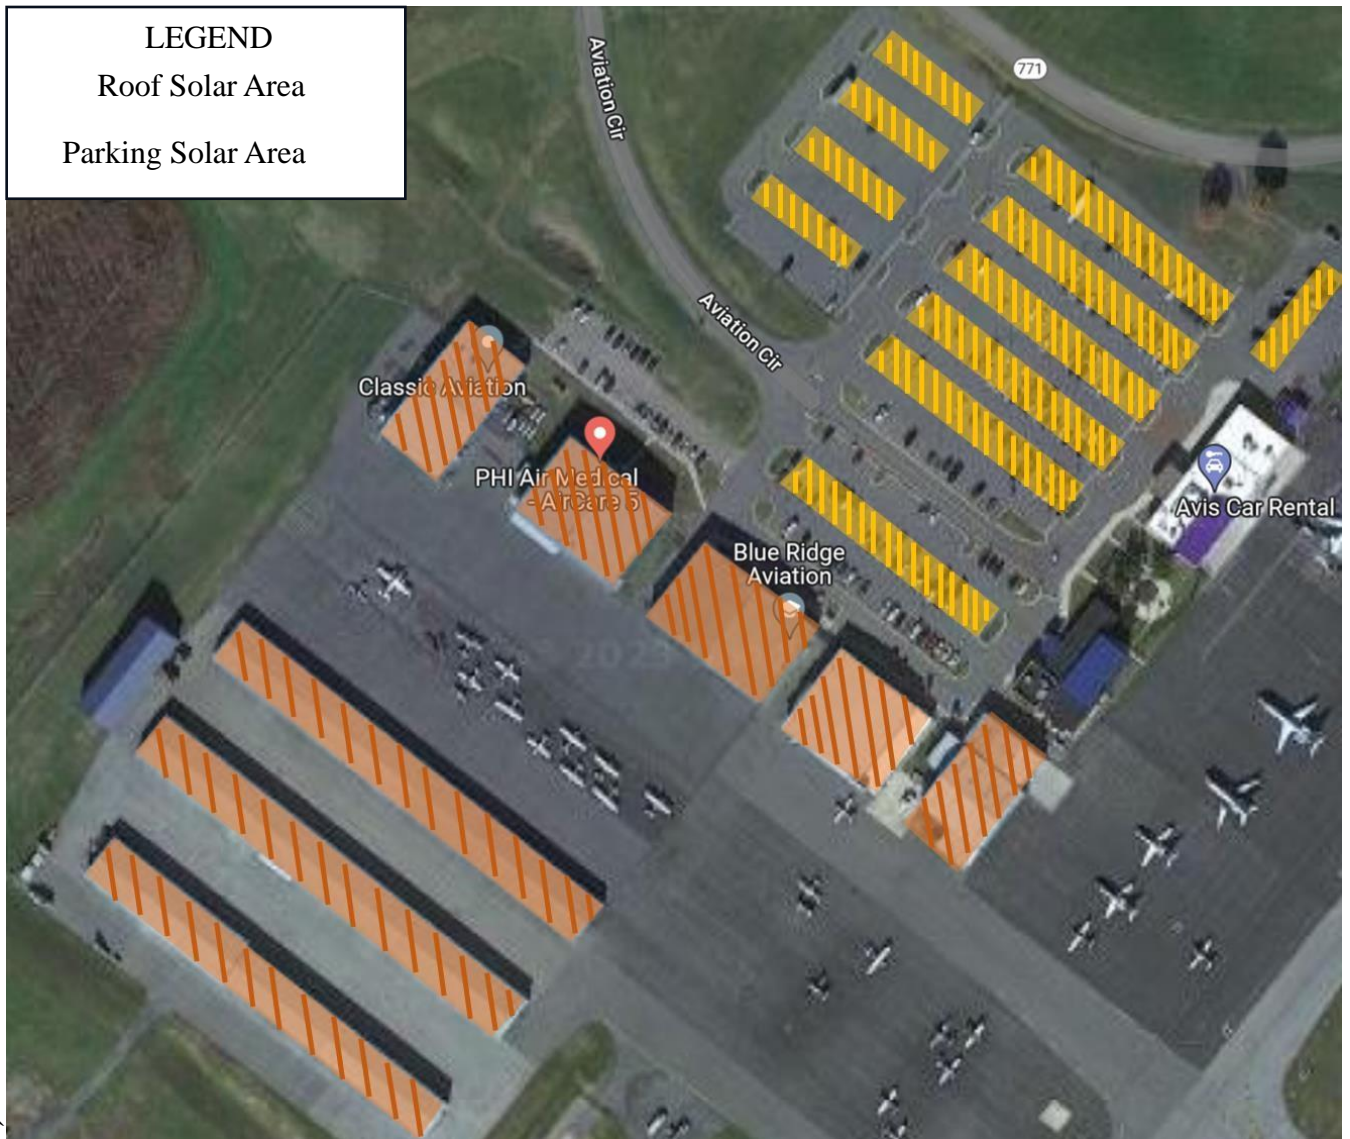 LEGEND
Roof Solar Area
Parking Solar Area
Aviation Cir
771
Aviation Cir
Classic Aviation
PHI Air Medical
- AirCare 5
Avis Car Rental
Blue Ridge
Aviation
2023